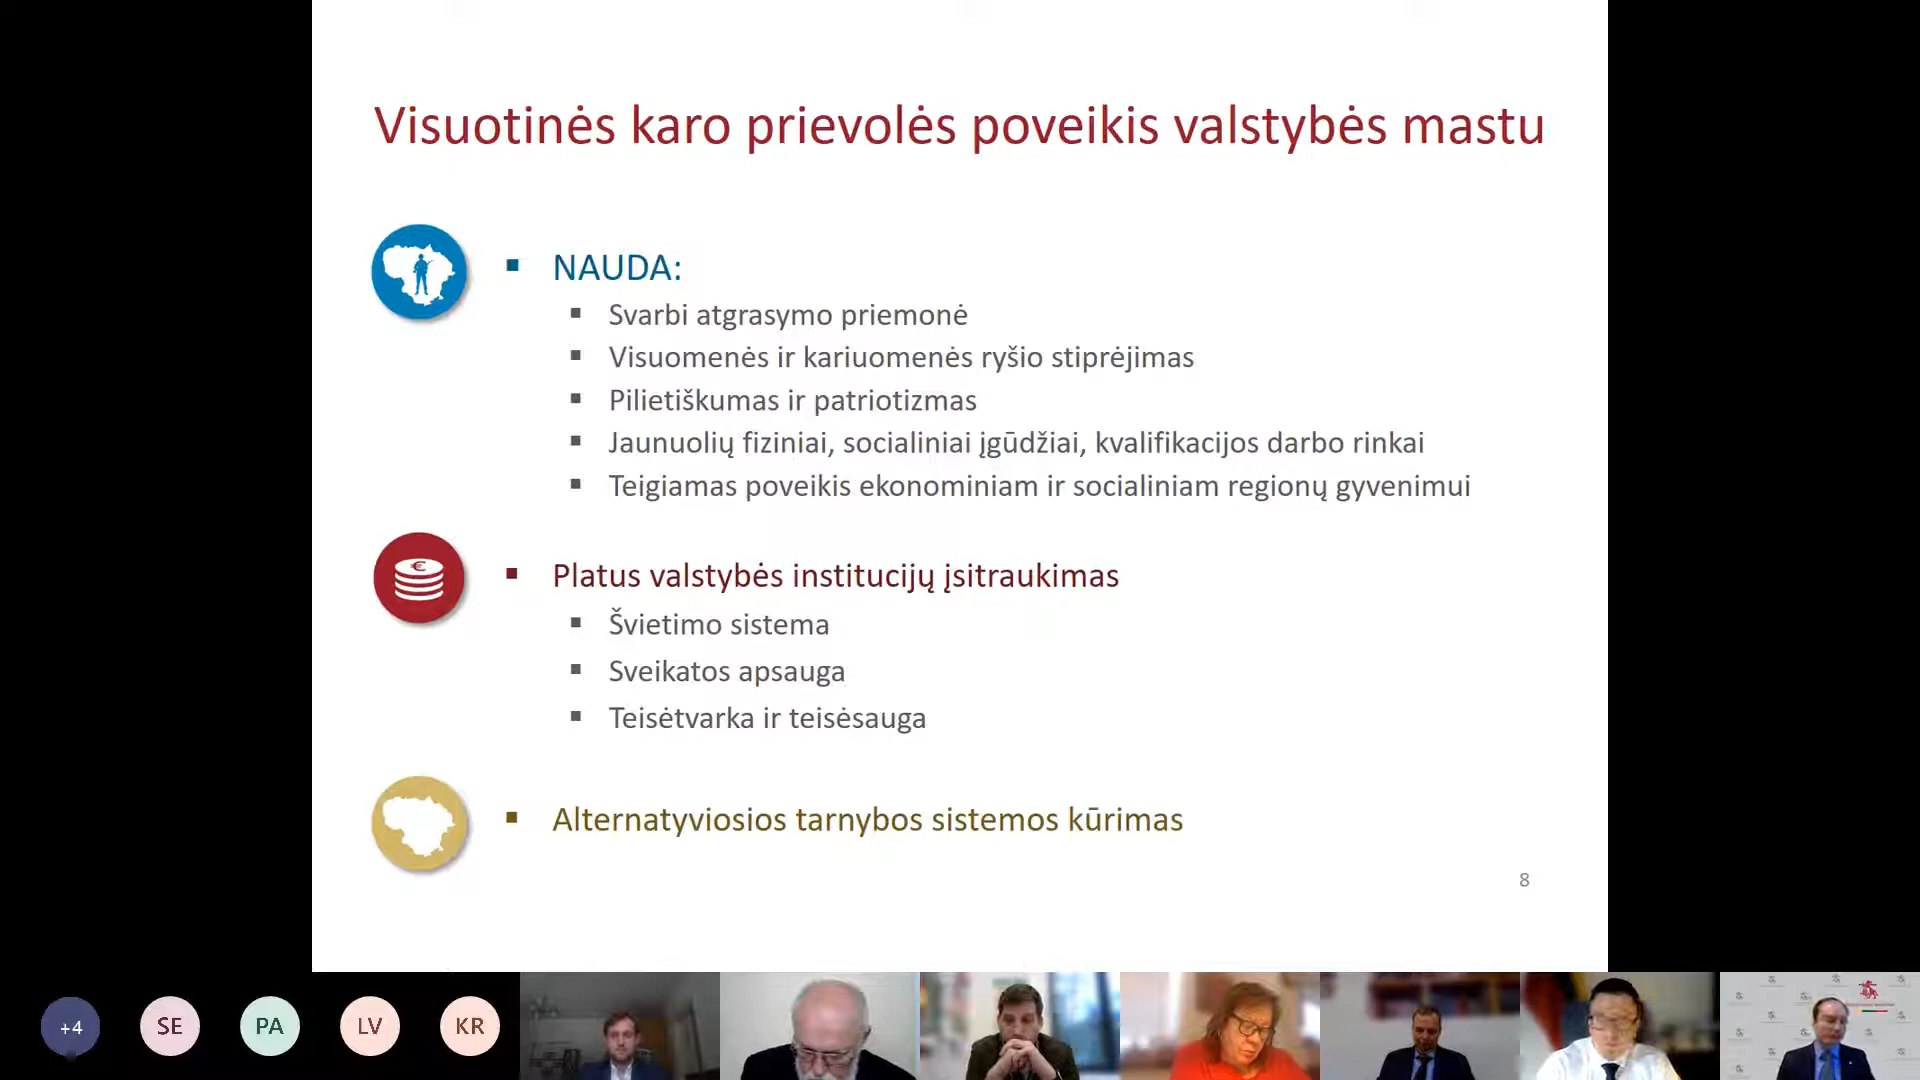 Visuotinės karo prievolės poveikis valstybės mastu
NAUDA:
Svarbi atgrasymo priemonė
Visuomenės ir kariuomenės ryšio stiprėjimas
Pilietiškumas ir patriotizmas
Jaunuolių fiziniai, socialiniai įgūdžiai, kvalifikacijos darbo rinkai
Teigiamas poveikis ekonominiam ir socialiniam regionų gyvenimui
€
Platus valstybės institucijų įsitraukimas
Švietimo sistema
Sveikatos apsauga
Teisėtvarka ir teisėsauga
Alternatyviosios tarnybos sistemos kūrimas
8
+4
SE
PA
LV
KR